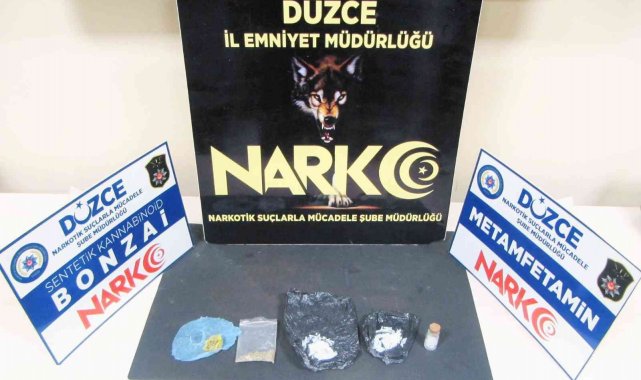 DÜZCE
İL EMNİYET MÜDÜRLÜĞÜ
NARKO
NARKOTİK SUÇLARLA MÜCADELE ŞUBE MÜDÜRLÜĞÜ
DÜZCE
NARKOTİK SUÇLARLA MÜCADELE
ŞUBE MÜDÜRLÜĞÜ
SENTETİK KANNABİNOİD
BONZAİ
NARKO
DÜZCE
NARKOTİK SUÇLARLA MÜCADELE
ŞUBE MÜDÜRLÜĞÜ
METAMFETAMİN
NARKO